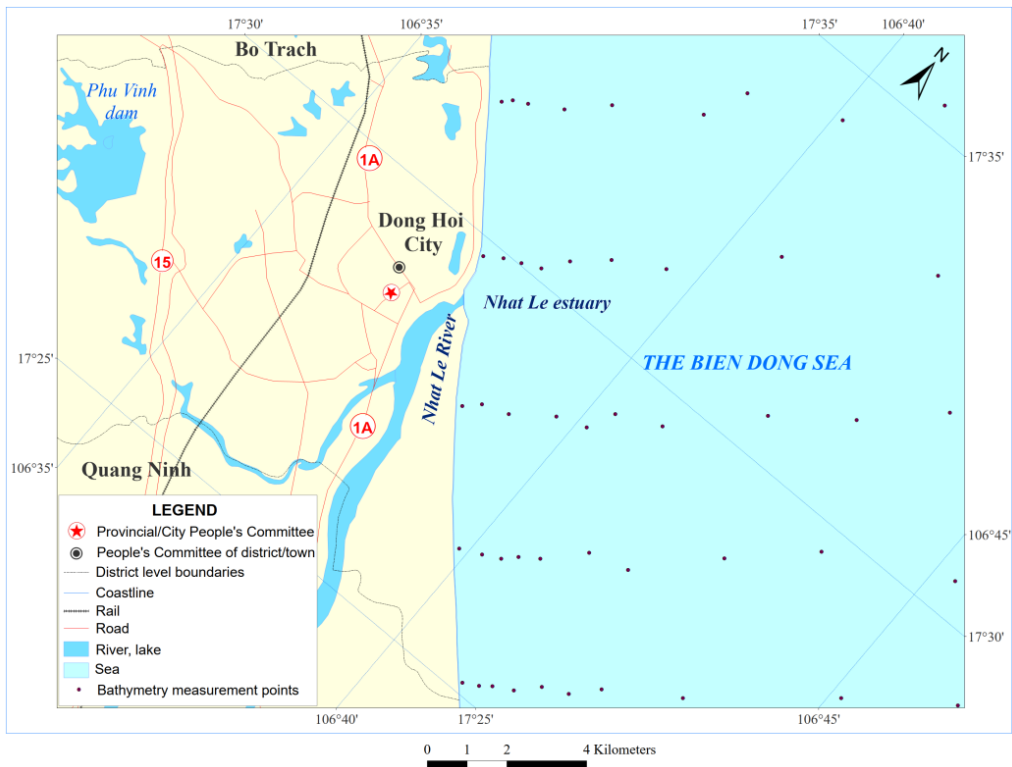 17°30'
106°35'
17°35'
106°40'
Bo Trach
N
Phu Vinh
dam
1A
17°35'
Dong Hoi
City
15
Nhat Le estuary
Nhat Le River
THE BIEN DONG SEA
17°25'
1A
106°35'
Quang Ninh
LEGEND
Provincial/City People's Committee
People's Committee of district/town
District level boundaries
Coastline
Rail
Road
River, lake
Sea
Bathymetry measurement points
106°45'
17°30'
106°40'
17°25'
106°45'
0 1 2 4 Kilometers